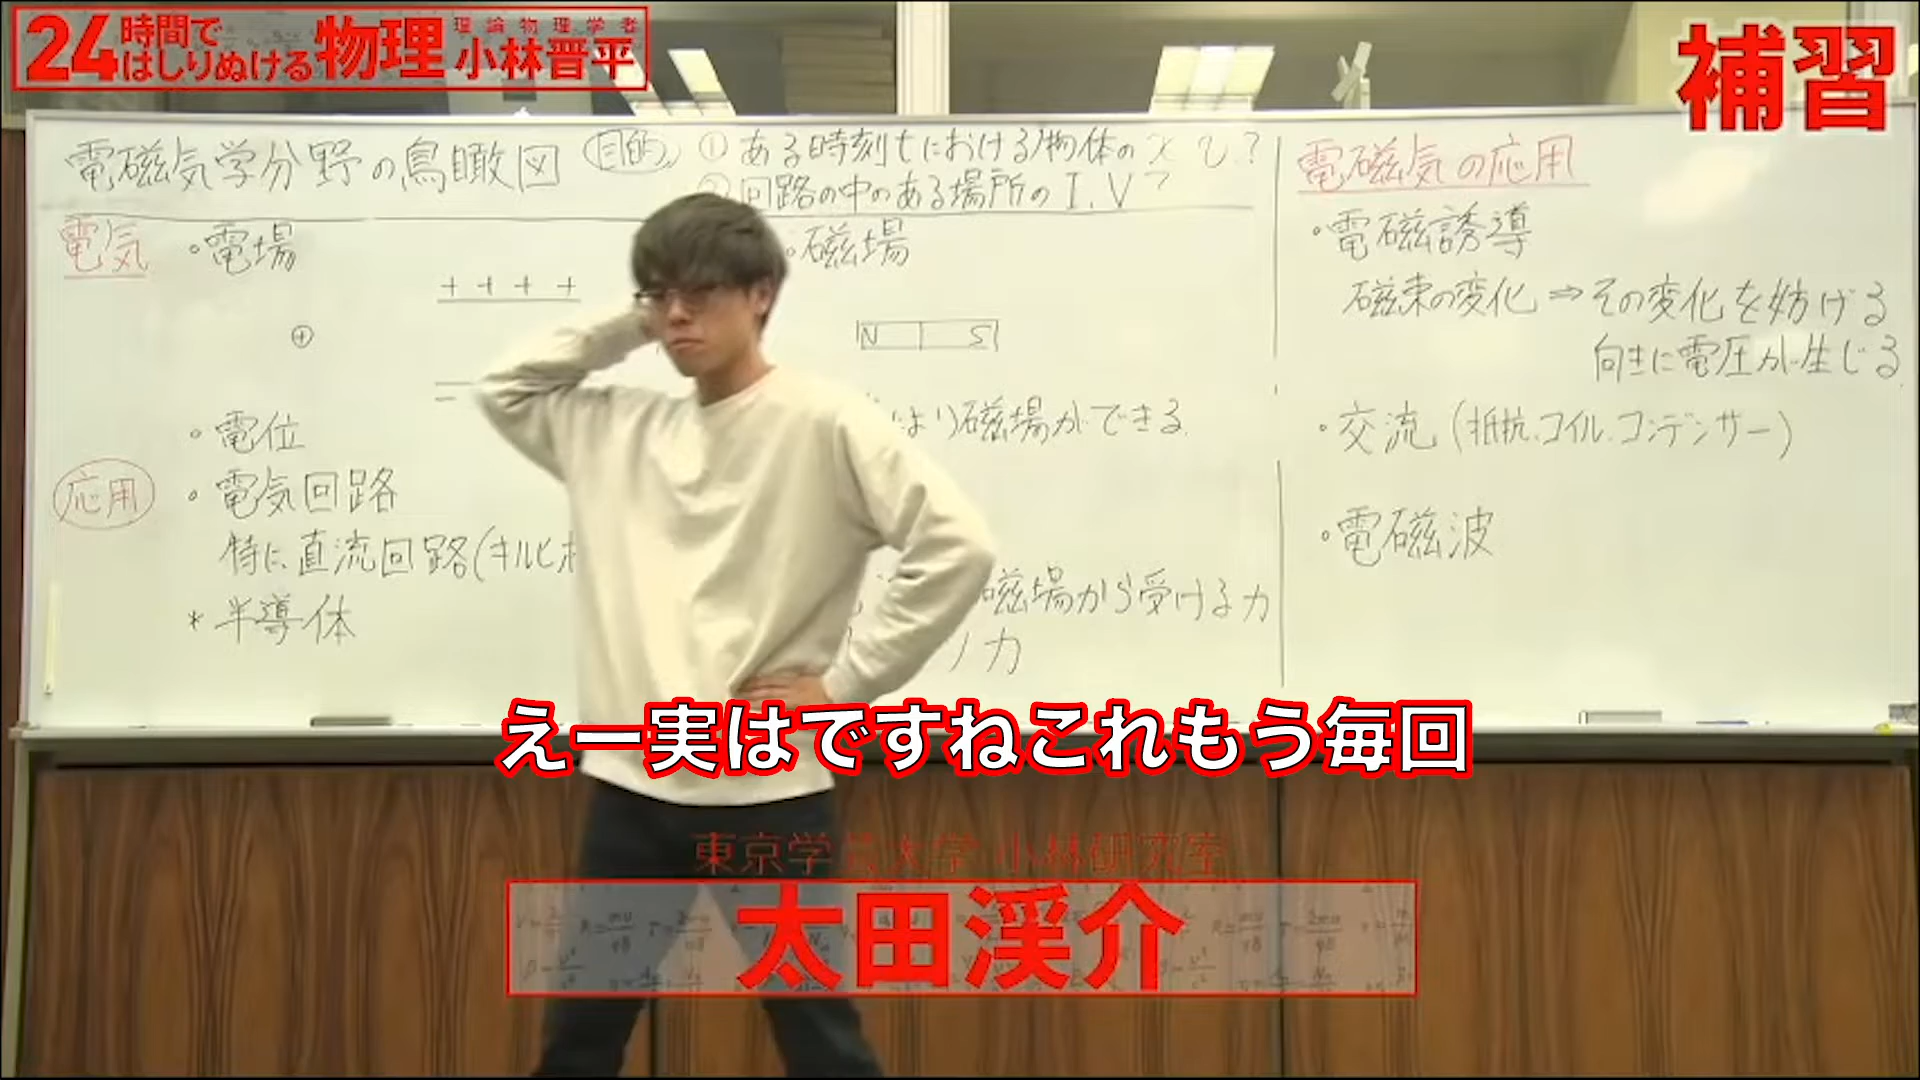 24時間ではしりぬける物理 理論物理学者 小林晋平
補習
電磁気学分野の鳥瞰図
目的 ① ある時刻tにおける物体の x v ?
② 回路の中のある場所の I, V ?
電気
・電場
+ + + +
⊕
・電位
応用
・電気回路
特に直流回路(キルヒホ
* 半導体
・磁場
N S
より磁場ができる
磁場から受ける力
力
電磁気の応用
・電磁誘導
磁束の変化 ⇒ その変化を妨げる
向きに電圧が生じる
・交流 (抵抗、コイル、コンデンサー)
・電磁波
えー実はですねこれもう毎回
東京学芸大学 小林研究室
太田渓介